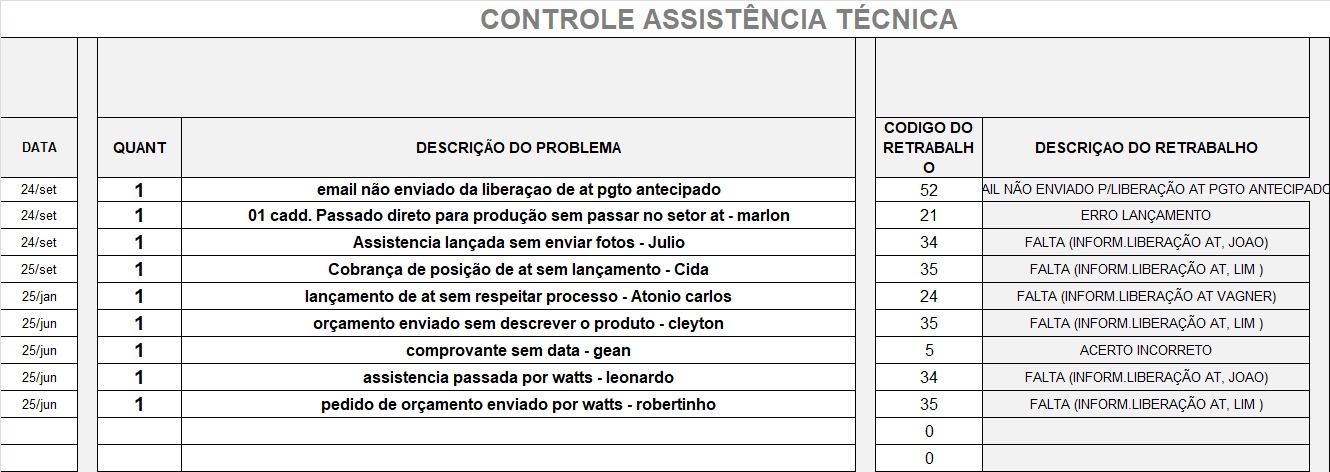 CONTROLE ASSISTÊNCIA TÉCNICA
DATA QUANT DESCRIÇÃO DO PROBLEMA CODIGO DO RETRABALH O DESCRIÇAO DO RETRABALHO
24/set 1 email não enviado da liberaçao de at pgto antecipado 52 AIL NÃO ENVIADO P/LIBERAÇÃO AT PGTO ANTECIPADO
24/set 1 01 cadd. Passado direto para produção sem passar no setor at - marlon 21 ERRO LANÇAMENTO
24/set 1 Assistencia lançada sem enviar fotos - Julio 34 FALTA (INFORM.LIBERAÇÃO AT, JOAO)
25/set 1 Cobrança de posição de at sem lançamento - Cida 35 FALTA (INFORM.LIBERAÇÃO AT, LIM )
25/jan 1 lançamento de at sem respeitar processo - Atonio carlos 24 FALTA (INFORM.LIBERAÇÃO AT VAGNER)
25/jun 1 orçamento enviado sem descrever o produto - cleyton 35 FALTA (INFORM.LIBERAÇÃO AT, LIM )
25/jun 1 comprovante sem data - gean 5 ACERTO INCORRETO
25/jun 1 assistencia passada por watts - leonardo 34 FALTA (INFORM.LIBERAÇÃO AT, JOAO)
25/jun 1 pedido de orçamento enviado por watts - robertinho 35 FALTA (INFORM.LIBERAÇÃO AT, LIM )
0
0